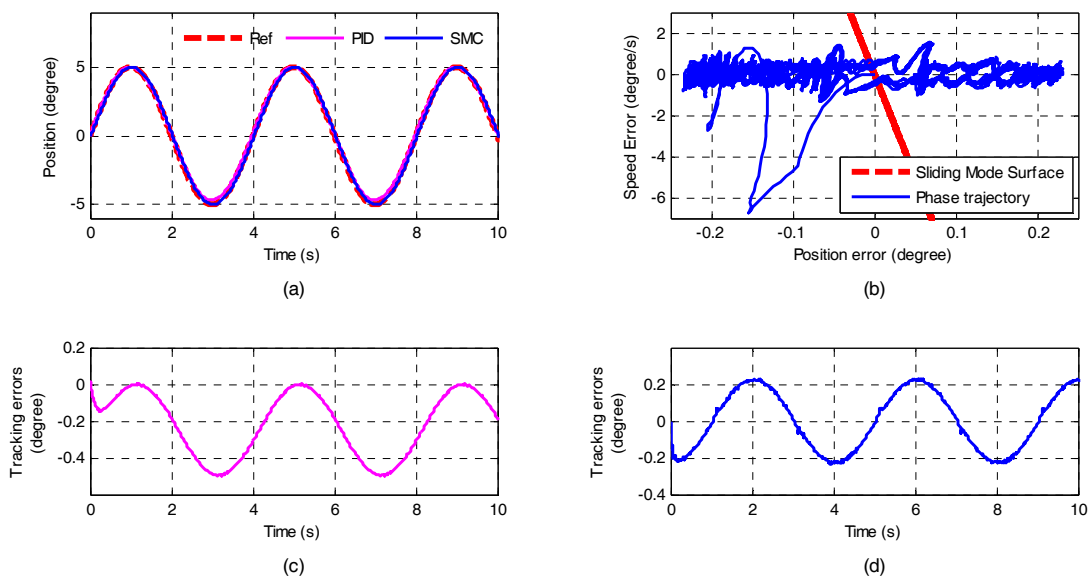 Ref PID SMC
5
0
-5
Position (degree)
0 2 4 6 8 10
Time (s)
(a)
2
0
-2
-4
-6
Speed Error (degree/s)
Sliding Mode Surface
Phase trajectory
-0.2 -0.1 0 0.1 0.2
Position error (degree)
(b)
0.2
0
-0.2
-0.4
Tracking errors
(degree)
0 2 4 6 8 10
Time (s)
(c)
0.4
0.2
0
-0.2
-0.4
Tracking errors
(degree)
0 2 4 6 8 10
Time (s)
(d)